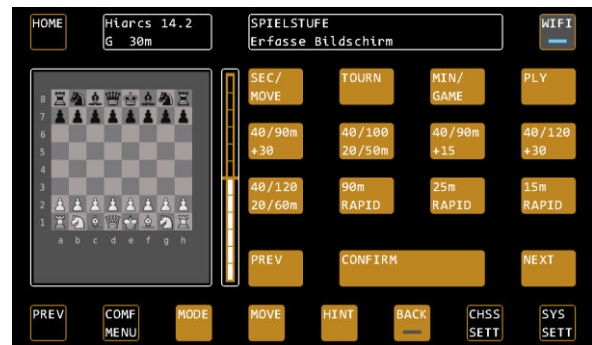 HOME
Hiarcs 14.2
G 30m
SPIELSTUFE
Erfasse Bildschirm
WIFI
SEC/
MOVE
TOURN
MIN/
GAME
PLY
40/90m
+30
40/100
20/50m
40/90m
+15
40/120
+30
40/120
20/60m
90m
RAPID
25m
RAPID
15m
RAPID
PREV
CONFIRM
NEXT
8
7
6
5
4
3
2
1
a b c d e f g h
PREV
COMF
MENU
MODE
MOVE
HINT
BACK
CHSS
SETT
SYS
SETT